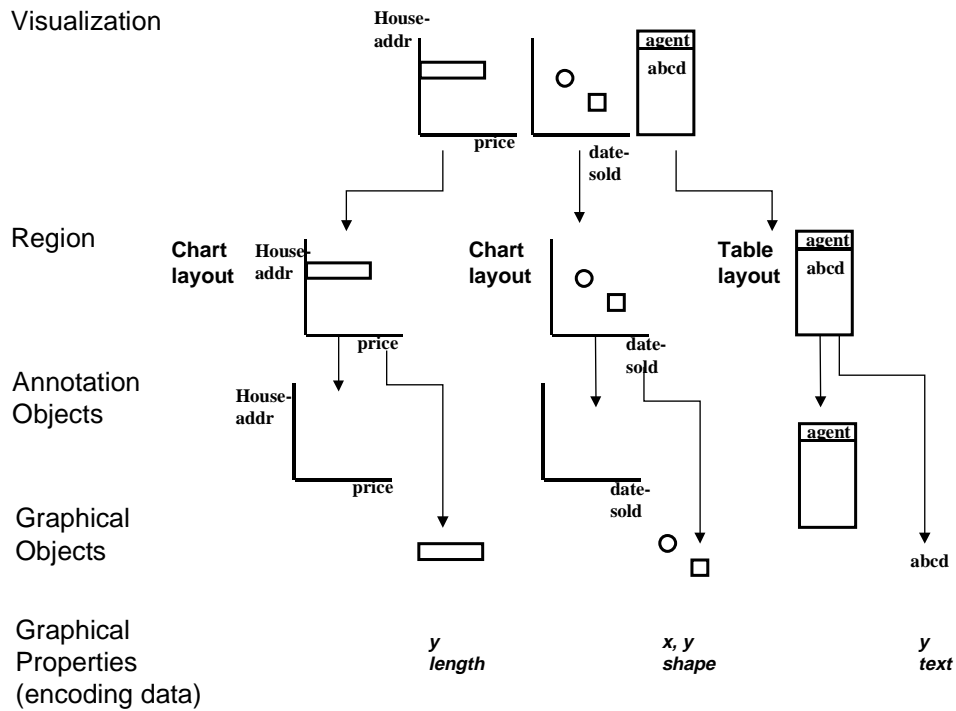 Visualization
House-
addr
price
date-
sold
agent
abcd
Region
Chart
layout
House-
addr
price
Chart
layout
date-
sold
Table
layout
agent
abcd
Annotation
Objects
House-
addr
price
date-
sold
agent
Graphical
Objects
abcd
Graphical
Properties
(encoding data)
y
length
x, y
shape
y
text